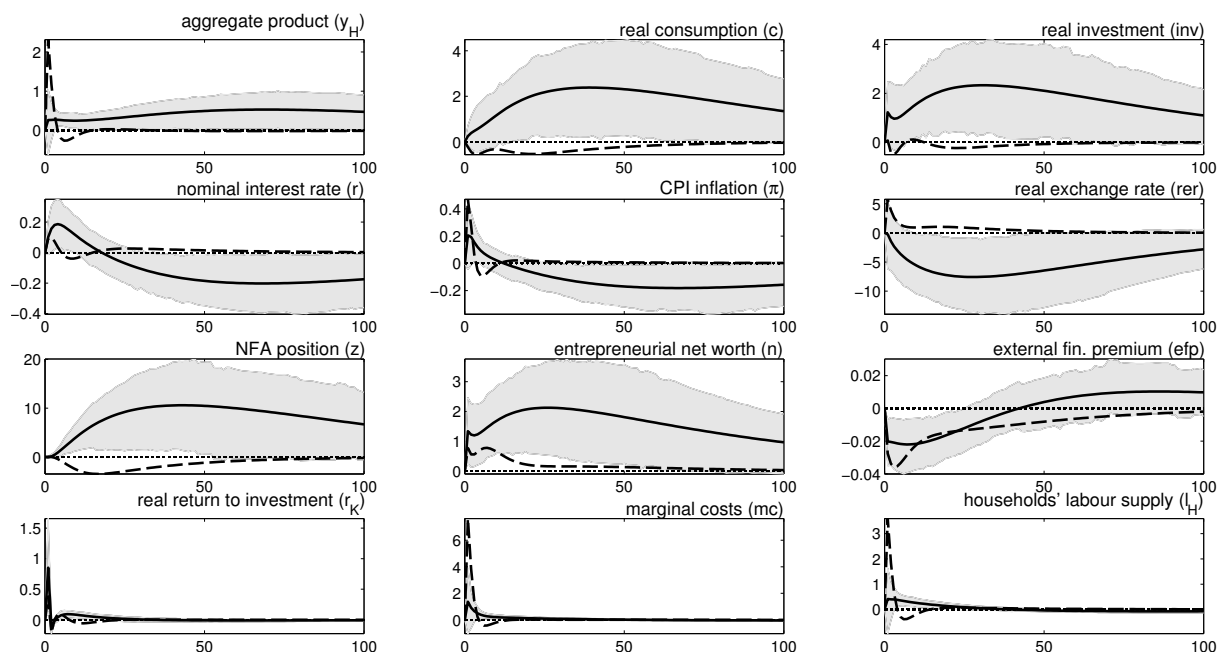 aggregate product (y_H)
2
1
0
0 50 100
real consumption (c)
4
2
0
0 50 100
real investment (inv)
4
2
0
0 50 100
nominal interest rate (r)
0.2
0
−0.2
−0.4
0 50 100
CPI inflation (π)
0.4
0.2
0
−0.2
0 50 100
real exchange rate (rer)
5
0
−5
−10
0 50 100
NFA position (z)
20
10
0
0 50 100
entrepreneurial net worth (n)
3
2
1
0
0 50 100
external fin. premium (efp)
0.02
0
−0.02
−0.04
0 50 100
real return to investment (r_K)
1.5
1
0.5
0
0 50 100
marginal costs (mc)
6
4
2
0
0 50 100
households' labour supply (l_H)
3
2
1
0
0 50 100